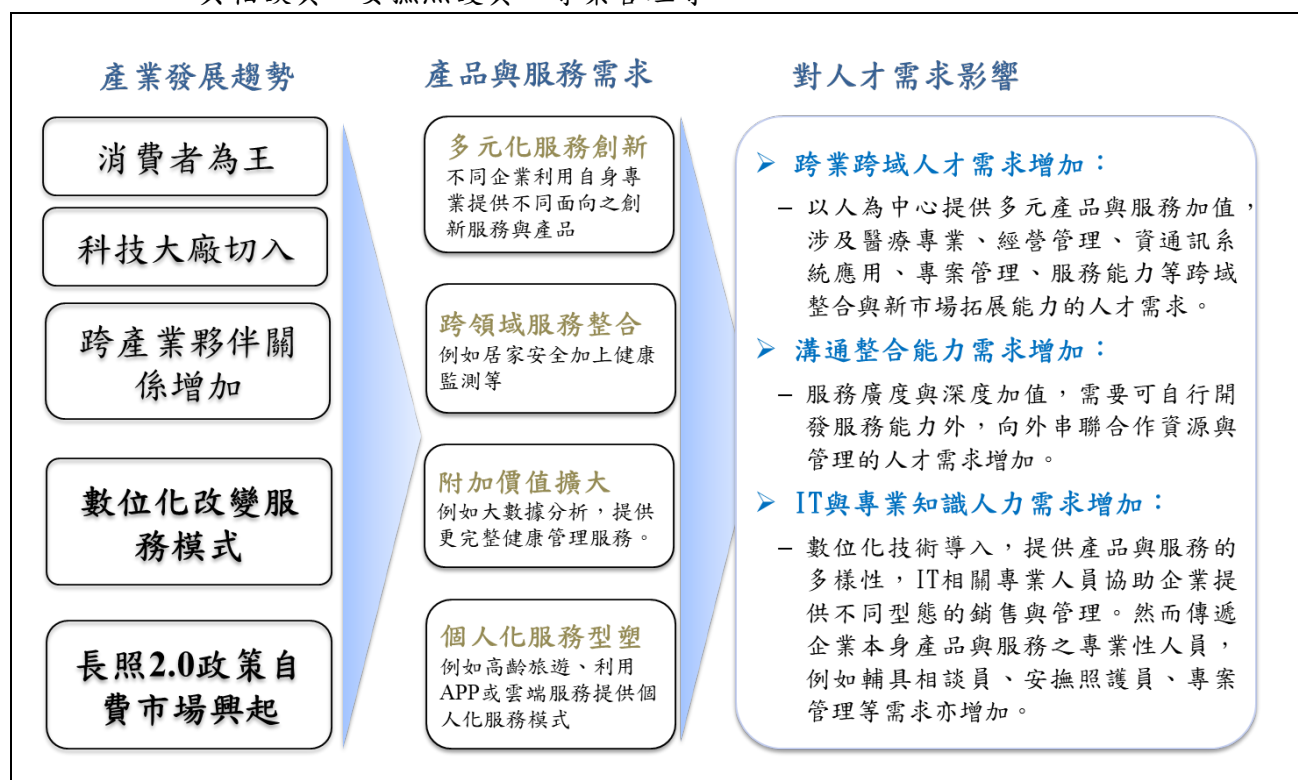 產業發展趨勢
消費者為王
科技大廠切入
跨產業夥伴關
係增加
數位化改變服
務模式
長照2.0政策自
費市場興起
產品與服務需求
多元化服務創新
不同企業利用自身專
業提供不同面向之創
新服務與產品
跨領域服務整合
例如居家安全加上健康
監測等
附加價值擴大
例如大數據分析，提供
更完整健康管理服務。
個人化服務型塑
例如高齡旅遊、利用
APP或雲端服務提供個
人化服務模式
對人才需求影響
➢ 跨業跨域人才需求增加：
– 以人為中心提供多元產品與服務加值，
涉及醫療專業、經營管理、資通訊系
統應用、專案管理、服務能力等跨域
整合與新市場拓展能力的人才需求。
➢ 溝通整合能力需求增加：
– 服務廣度與深度加值，需要可自行開
發服務能力外，向外串聯合作資源與
管理的人才需求增加。
➢ IT與專業知識人力需求增加：
– 數位化技術導入，提供產品與服務的
多樣性，IT相關專業人員協助企業提
供不同型態的銷售與管理。然而傳遞
企業本身產品與服務之專業性人員，
例如輔具相談員、安撫照護員、專案
管理等需求亦增加。